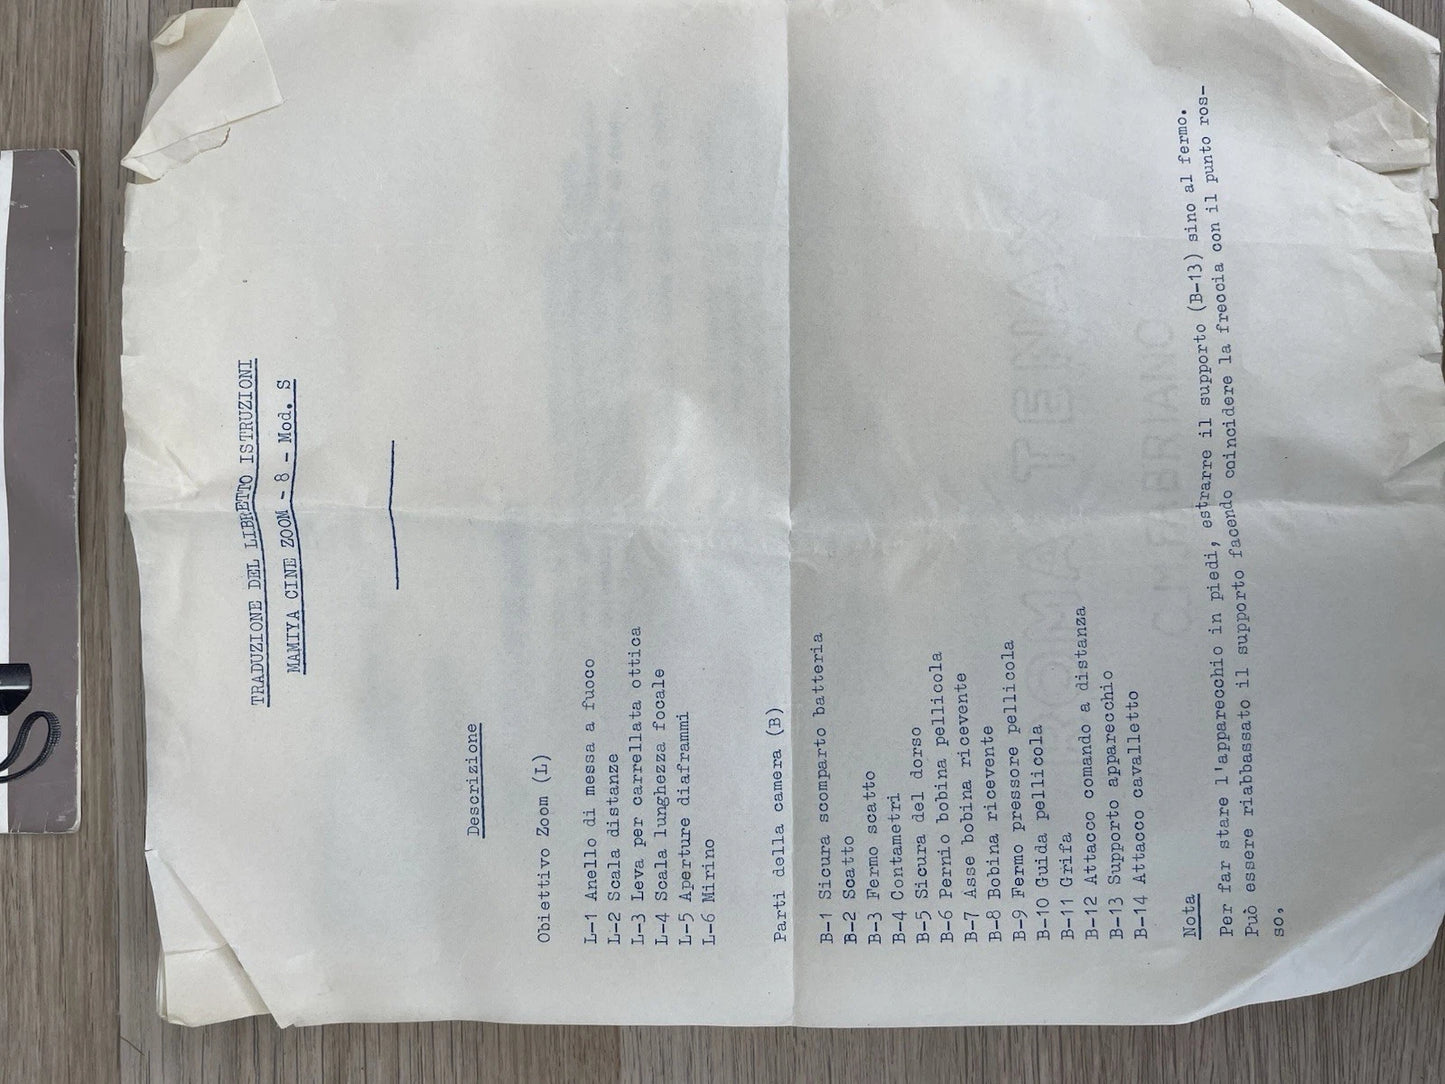 TRADUZIONE DEL LIBRETTO ISTRUZIONI
MAMIYA CINE ZOOM - 8 - Mod. S
Descrizione
Obiettivo Zoom (L)
L-1 Anello di messa a fuoco
L-2 Scala distanze
L-3 Leva per carrellata ottica
L-4 Scala lunghezza focale
L-5 Aperture diaframmi
L-6 Mirino
Parti della camera (B)
B-1 Sicura scomparto batteria
B-2 Scatto
B-3 Fermo scatto
B-4 Contametri
B-5 Sicura del dorso
B-6 Pernio bobina pellicola
B-7 Asse bobina ricevente
B-8 Bobina ricevente
B-9 Fermo pressore pellicola
B-10 Guida pellicola
B-11 Grifa
B-12 Attacco comando a distanza
B-13 Supporto apparecchio
B-14 Attacco cavalletto
Nota
Per far stare l'apparecchio in piedi, estrarre il supporto (B-13) sino al fermo.
Può essere riabbassato il supporto facendo coincidere la freccia con il punto ros-
so.
TENAX
FABRIANO